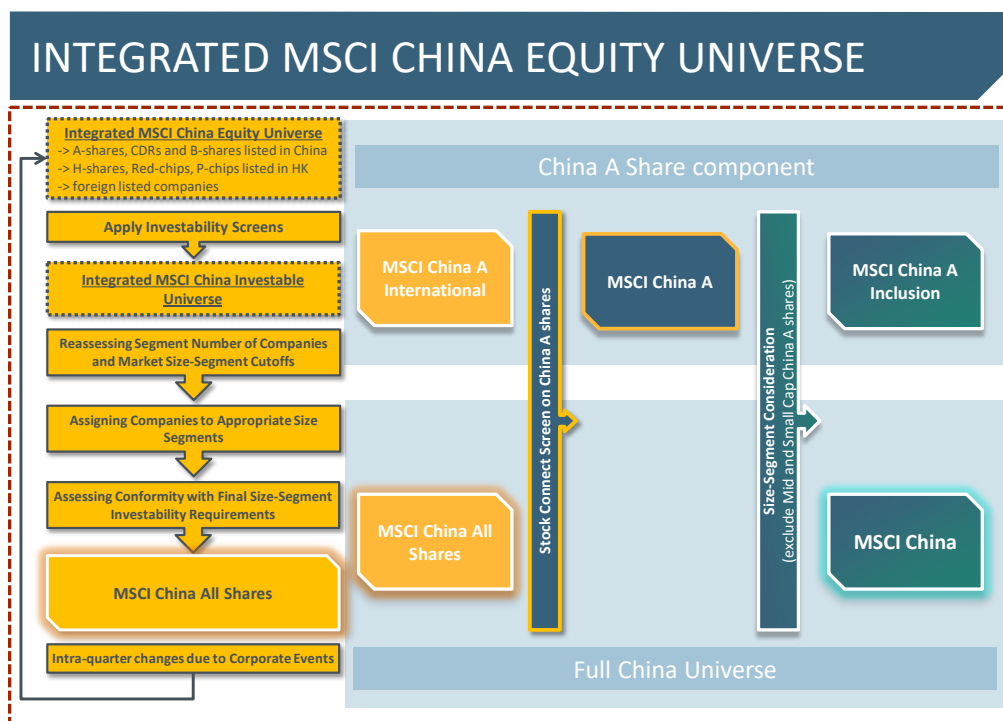 INTEGRATED MSCI CHINA EQUITY UNIVERSE
Integrated MSCI China Equity Universe
-> A-shares, CDRs and B-shares listed in China
-> H-shares, Red-chips, P-chips listed in HK
-> foreign listed companies
Apply Investability Screens
Integrated MSCI China Investable
Universe
Reassessing Segment Number of Companies
and Market Size-Segment Cutoffs
Assigning Companies to Appropriate Size
Segments
Assessing Conformity with Final Size-Segment
Investability Requirements
MSCI China All Shares
Intra-quarter changes due to Corporate Events
China A Share component
MSCI China A
International
Stock Connect Screen on China A shares
MSCI China A
Size-Segment Consideration
(exclude Mid and Small Cap China A shares)
MSCI China A
Inclusion
MSCI China All
Shares
MSCI China
Full China Universe